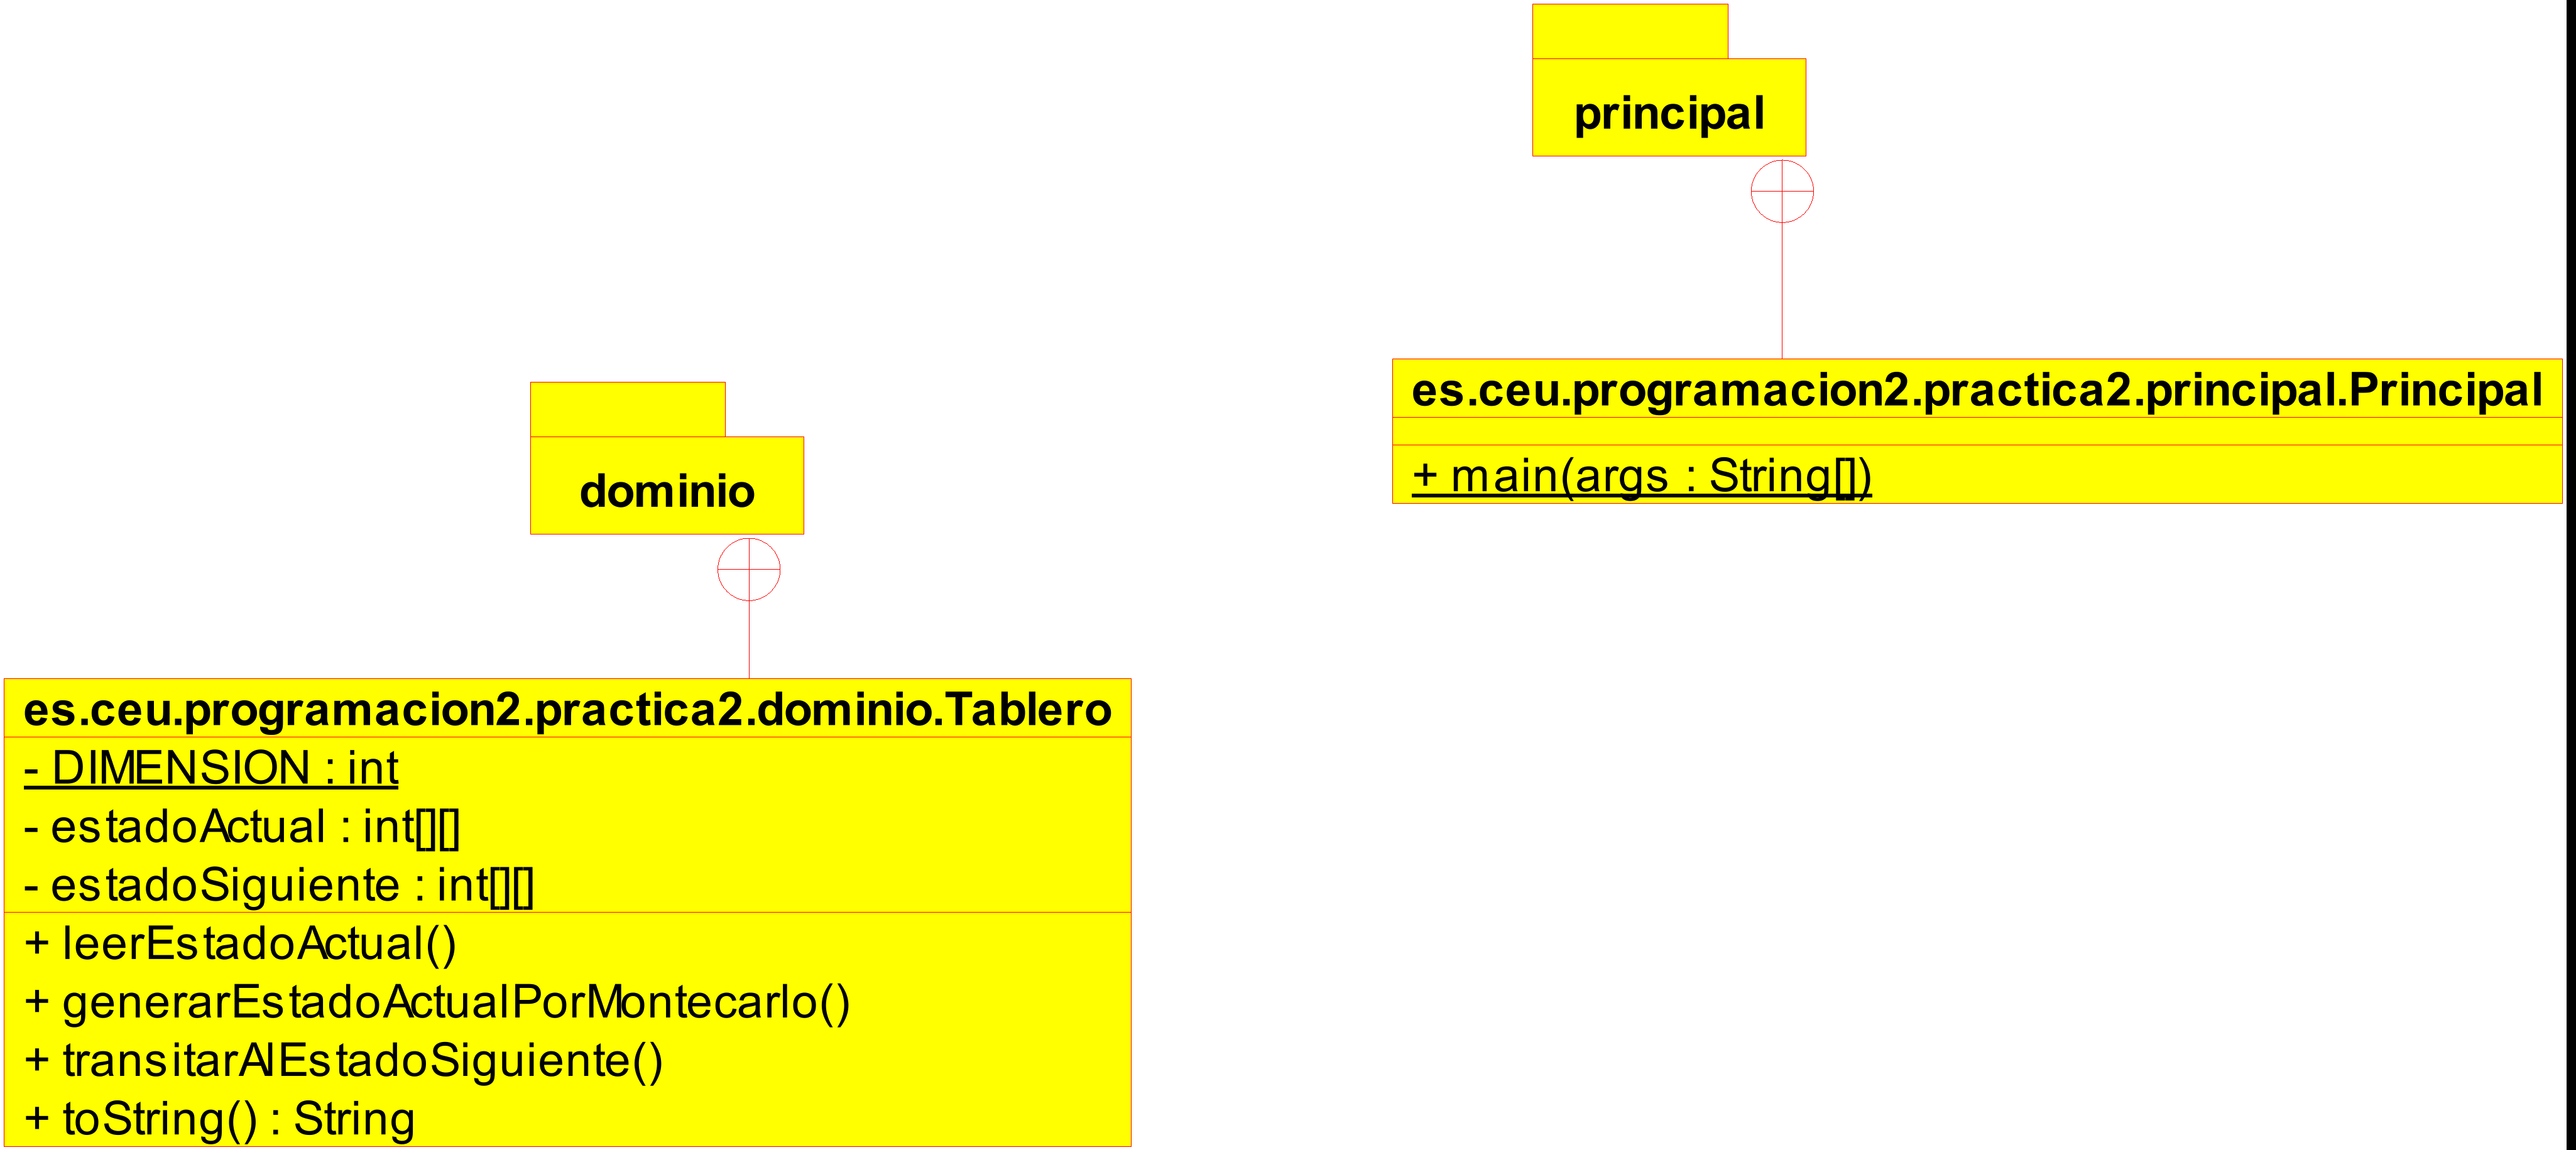 principal
es.ceu.programacion2.practica2.principal.Principal
+ main(args : String[])
dominio
es.ceu.programacion2.practica2.dominio.Tablero
- DIMENSION : int
- estadoActual : int[][]
- estadoSiguiente : int[][]
+ leerEstadoActual()
+ generarEstadoActualPorMontecarlo()
+ transitarAlEstadoSiguiente()
+ toString() : String